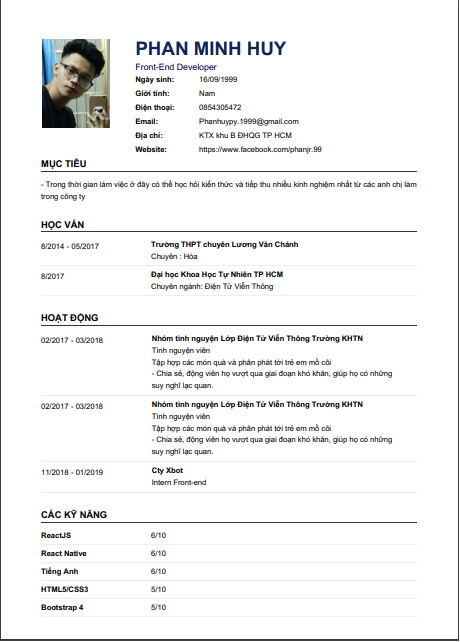 PHAN MINH HUY
Front-End Developer
Ngày sinh: 16/09/1999
Giới tính: Nam
Điện thoại: 0854305472
Email: Phanhuypy.1999@gmail.com
Địa chỉ: KTX khu B ĐHQG TP HCM
Website: https://www.facebook.com/phanjr.99
MỤC TIÊU
- Trong thời gian làm việc ở đây có thể học hỏi kiến thức và tiếp thu nhiều kinh nghiệm nhất từ các anh chị làm
trong công ty
HỌC VẤN
8/2014 - 05/2017 Trường THPT chuyên Lương Văn Chánh
Chuyên : Hóa
8/2017 Đại học Khoa Học Tự Nhiên TP HCM
Chuyên ngành: Điện Tử Viễn Thông
HOẠT ĐỘNG
02/2017 - 03/2018 Nhóm tình nguyện Lớp Điện Tử Viễn Thông Trường KHTN
Tình nguyện viên
Tập hợp các món quà và phân phát tới trẻ em mồ côi
- Chia sẻ, động viên họ vượt qua giai đoạn khó khăn, giúp họ có những
suy nghĩ lạc quan.
02/2017 - 03/2018 Nhóm tình nguyện Lớp Điện Tử Viễn Thông Trường KHTN
Tình nguyện viên
Tập hợp các món quà và phân phát tới trẻ em mồ côi
- Chia sẻ, động viên họ vượt qua giai đoạn khó khăn, giúp họ có những
suy nghĩ lạc quan.
11/2018 - 01/2019 Cty Xbot
Intern Front-end
CÁC KỸ NĂNG
ReactJS 6/10
React Native 6/10
Tiếng Anh 6/10
HTML5/CSS3 5/10
Bootstrap 4 5/10